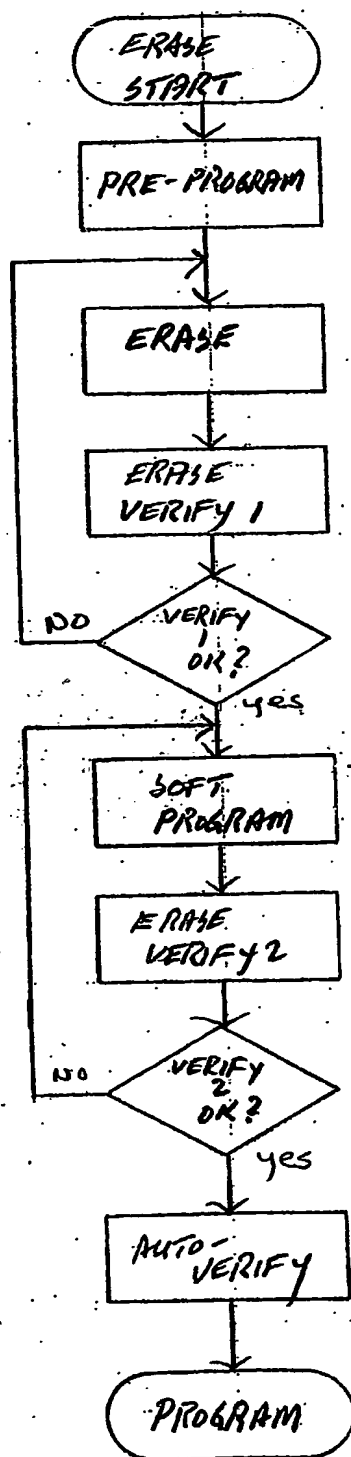 ERASE
START
PRE-PROGRAM
ERASE
ERASE
VERIFY 1
VERIFY
1
OK?
NO
yes
SOFT
PROGRAM
ERASE
VERIFY 2
VERIFY
2
OK?
NO
yes
AUTO-
VERIFY
PROGRAM